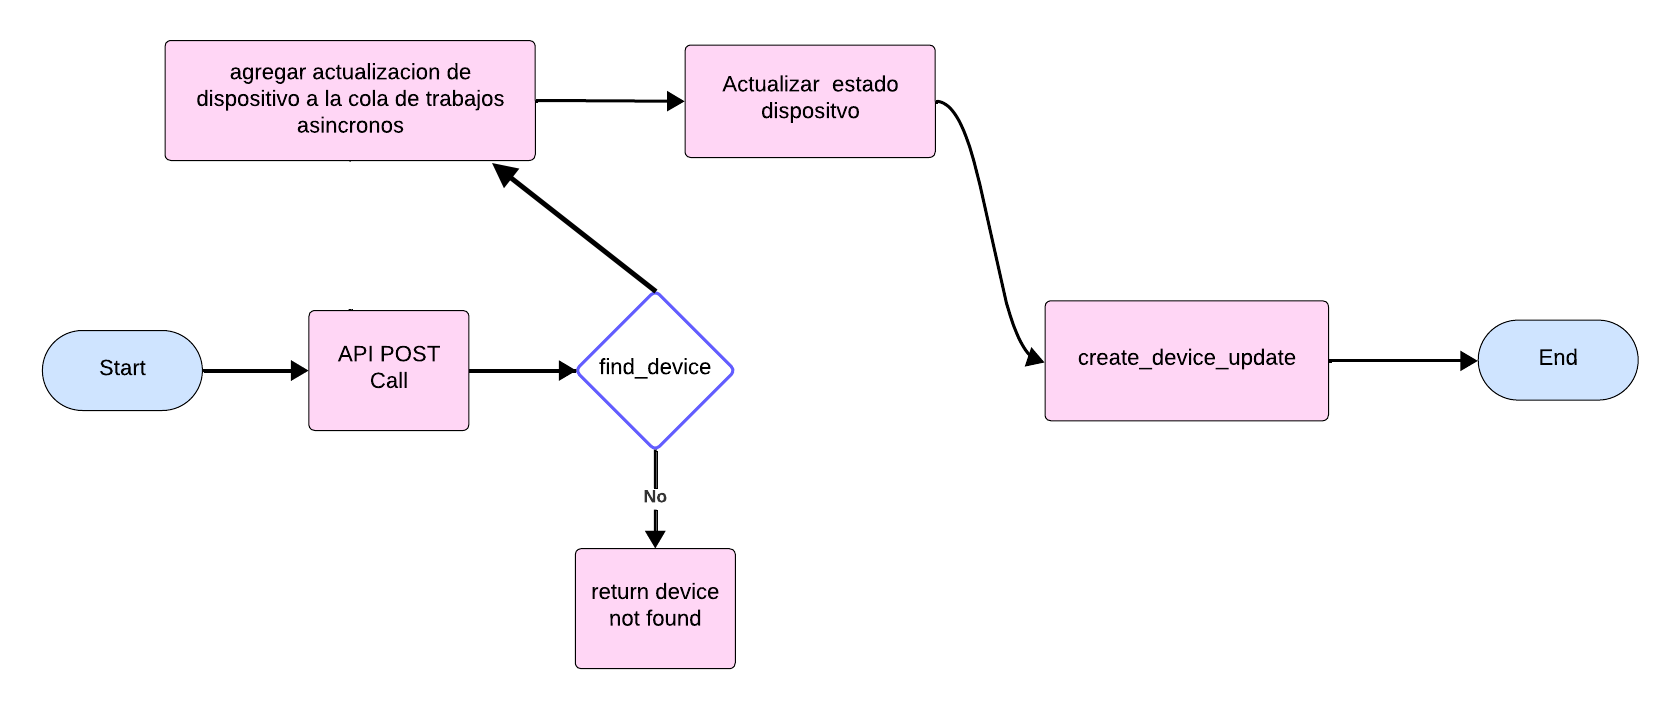 agregar actualizacion de
dispositivo a la cola de trabajos
asincronos
Actualizar  estado
dispositvo
Start
API POST
Call
find_device
create_device_update
End
No
return device
not found